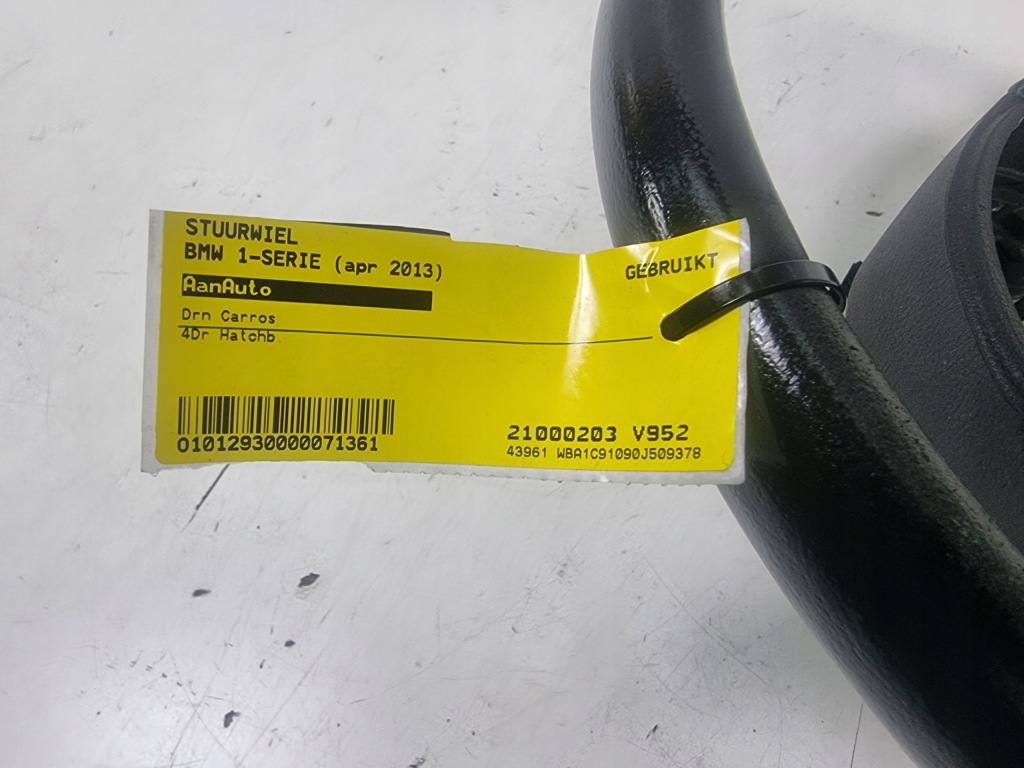 STUURWIEL
BMW 1-SERIE (apr 2013)
GEBRUIKT
AanAuto
Drn Carros
4Dr Hatchb.
01012930000071361
21000203 V952
43961 WBA1C91090J509378